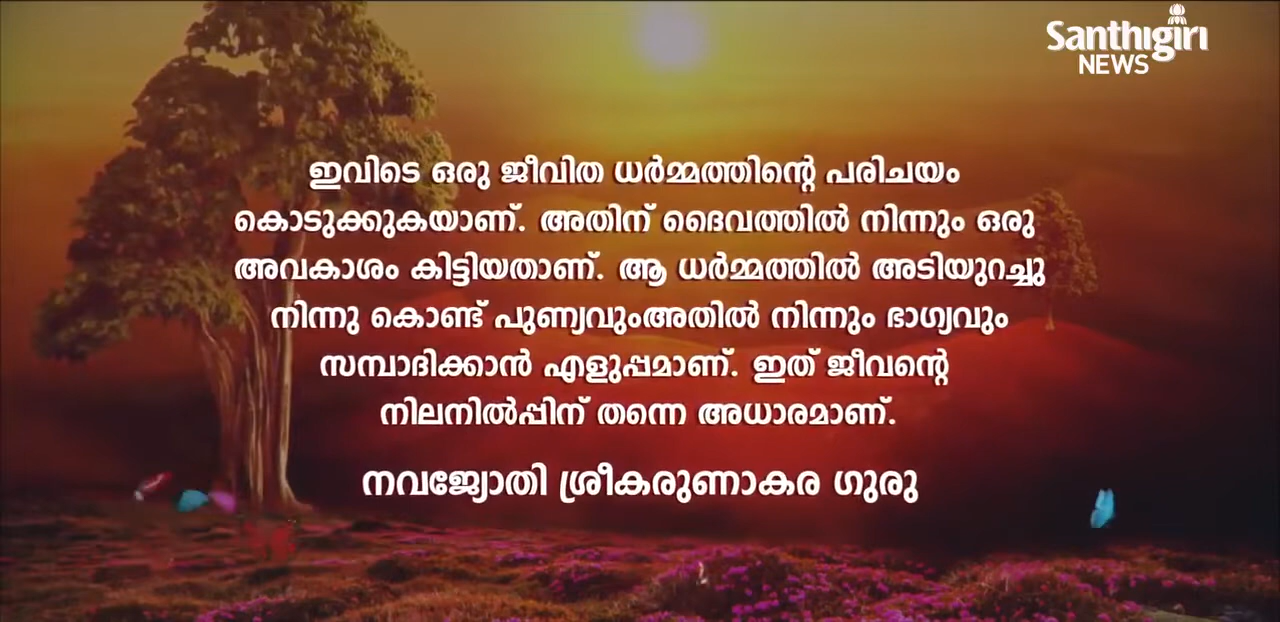 Santhigiri
NEWS
ഇവിടെ ഒരു ജീവിത ധർമ്മത്തിന്റെ പരിചയം
കൊടുക്കുകയാണ്. അതിന് ദൈവത്തിൽ നിന്നും ഒരു
അവകാശം കിട്ടിയതാണ്. ആ ധർമ്മത്തിൽ അടിയുറച്ചു
നിന്നു കൊണ്ട് പുണ്യവുംഅതിൽ നിന്നും ഭാഗ്യവും
സമ്പാദിക്കാൻ എളുപ്പമാണ്. ഇത് ജീവന്റെ
നിലനിൽപ്പിന് തന്നെ അധാരമാണ്.
നവജ്യോതി ശ്രീകരുണാകര ഗുരു